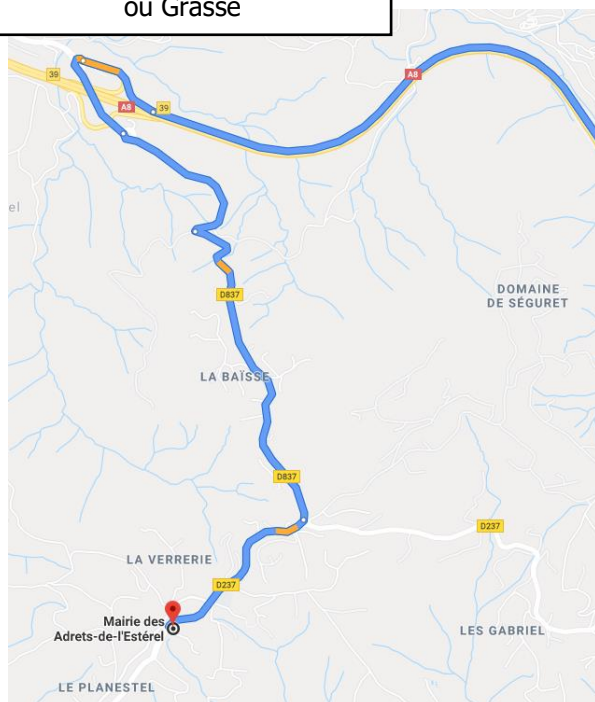 ou Grasse
39
A8
A8
39
el
D837
DOMAINE
DE SÉGURET
LA BAÏSSE
D837
D237
LA VERRERIE
D237
Mairie des
Adrets-de-l'Estérel
LES GABRIEL
LE PLANESTEL